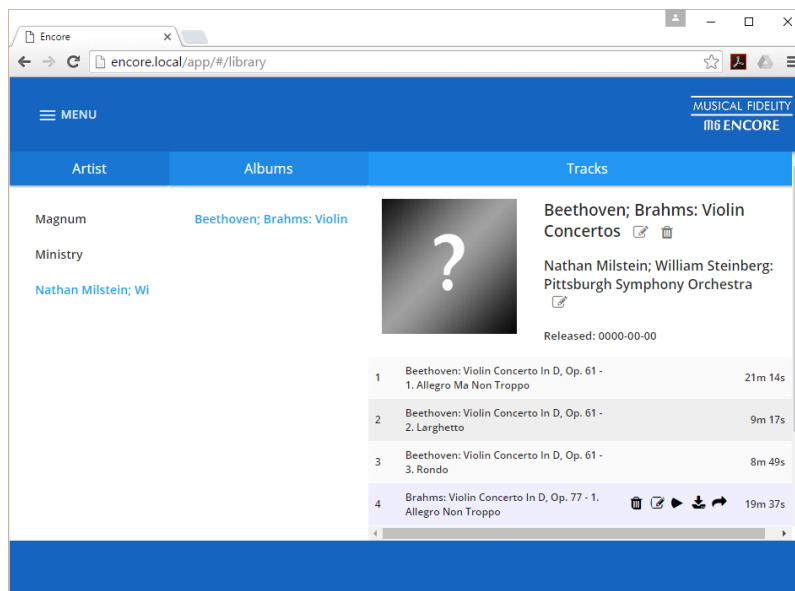 Encore
encore.local/app/#/library
MENU
MUSICAL FIDELITY
M6 ENCORE
Artist
Albums
Tracks
Magnum
Ministry
Nathan Milstein; Wi
Beethoven; Brahms: Violin
?
Beethoven; Brahms: Violin
Concertos
Nathan Milstein; William Steinberg:
Pittsburgh Symphony Orchestra
Released: 0000-00-00
1
Beethoven: Violin Concerto In D, Op. 61 -
1. Allegro Ma Non Troppo
21m 14s
2
Beethoven: Violin Concerto In D, Op. 61 -
2. Larghetto
9m 17s
3
Beethoven: Violin Concerto In D, Op. 61 -
3. Rondo
8m 49s
4
Brahms: Violin Concerto In D, Op. 77 - 1.
Allegro Non Troppo
19m 37s